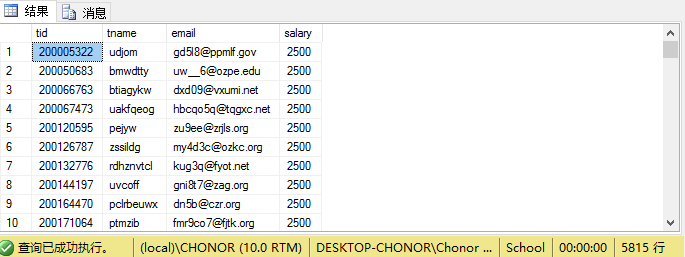 结果 消息
tid tname email salary
1 200005322 udjom gd5l8@ppmlf.gov 2500
2 200050683 bmwdtty uw__6@ozpe.edu 2500
3 200066763 btiagykw dxd09@vxumi.net 2500
4 200067473 uakfqeog hbcqo5q@tqgxc.net 2500
5 200120595 pejyw zu9ee@zrjls.org 2500
6 200126787 zssildg my4d3c@ozkc.org 2500
7 200132776 rdhznvtcl kug3q@fyot.net 2500
8 200144197 uvcoff gni8t7@zag.org 2500
9 200164470 pclrbeuwx dn5b@czr.org 2500
10 200171064 ptmzib fmr9co7@fjtk.org 2500
查询已成功执行。 (local)\CHONOR (10.0 RTM) DESKTOP-CHONOR\Chonor ... School 00:00:00 5815 行